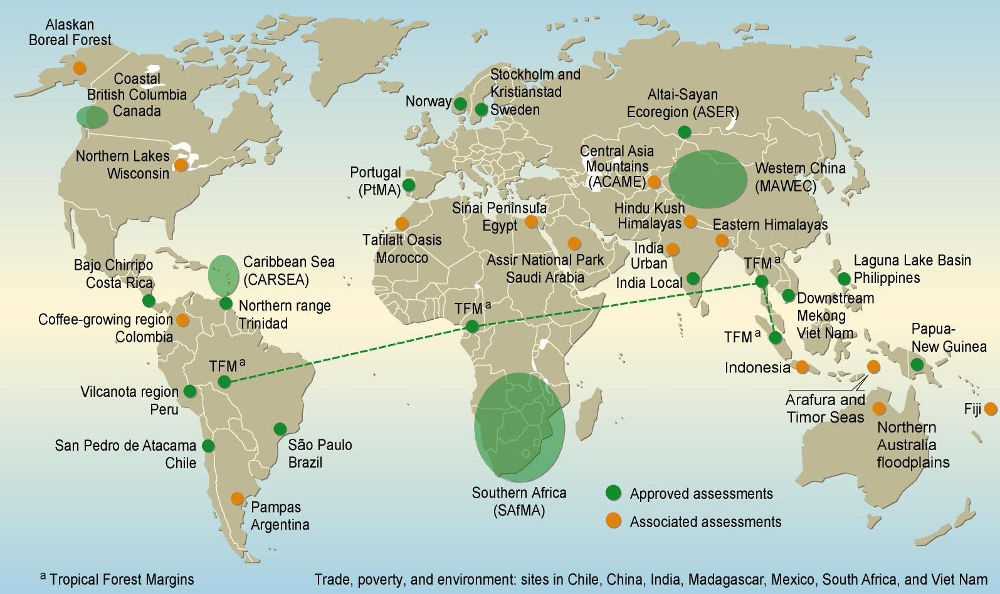 Alaskan
Boreal Forest
Coastal
British Columbia
Canada
Northern Lakes
Wisconsin
Norway
Stockholm and
Kristianstad
Sweden
Altai-Sayan
Ecoregion (ASER)
Central Asia
Mountains
(ACAME)
Western China
(MAWEC)
Portugal
(PtMA)
Sinai Peninsula
Egypt
Hindu Kush
Himalayas
Eastern Himalayas
Tafilalt Oasis
Morocco
Assir National Park
Saudi Arabia
India
Urban
India Local
TFM a
Laguna Lake Basin
Philippines
Bajo Chirripo
Costa Rica
Caribbean Sea
(CARSEA)
Northern range
Trinidad
Coffee-growing region
Colombia
TFM a
Downstream
Mekong
Viet Nam
TFM a
Papua-
New Guinea
TFM a
Indonesia
Vilcanota region
Peru
Arafura and
Timor Seas
Fiji
Northern
Australia
floodplains
San Pedro de Atacama
Chile
São Paulo
Brazil
Southern Africa
(SAfMA)
Pampas
Argentina
Approved assessments
Associated assessments
a Tropical Forest Margins
Trade, poverty, and environment: sites in Chile, China, India, Madagascar, Mexico, South Africa, and Viet Nam